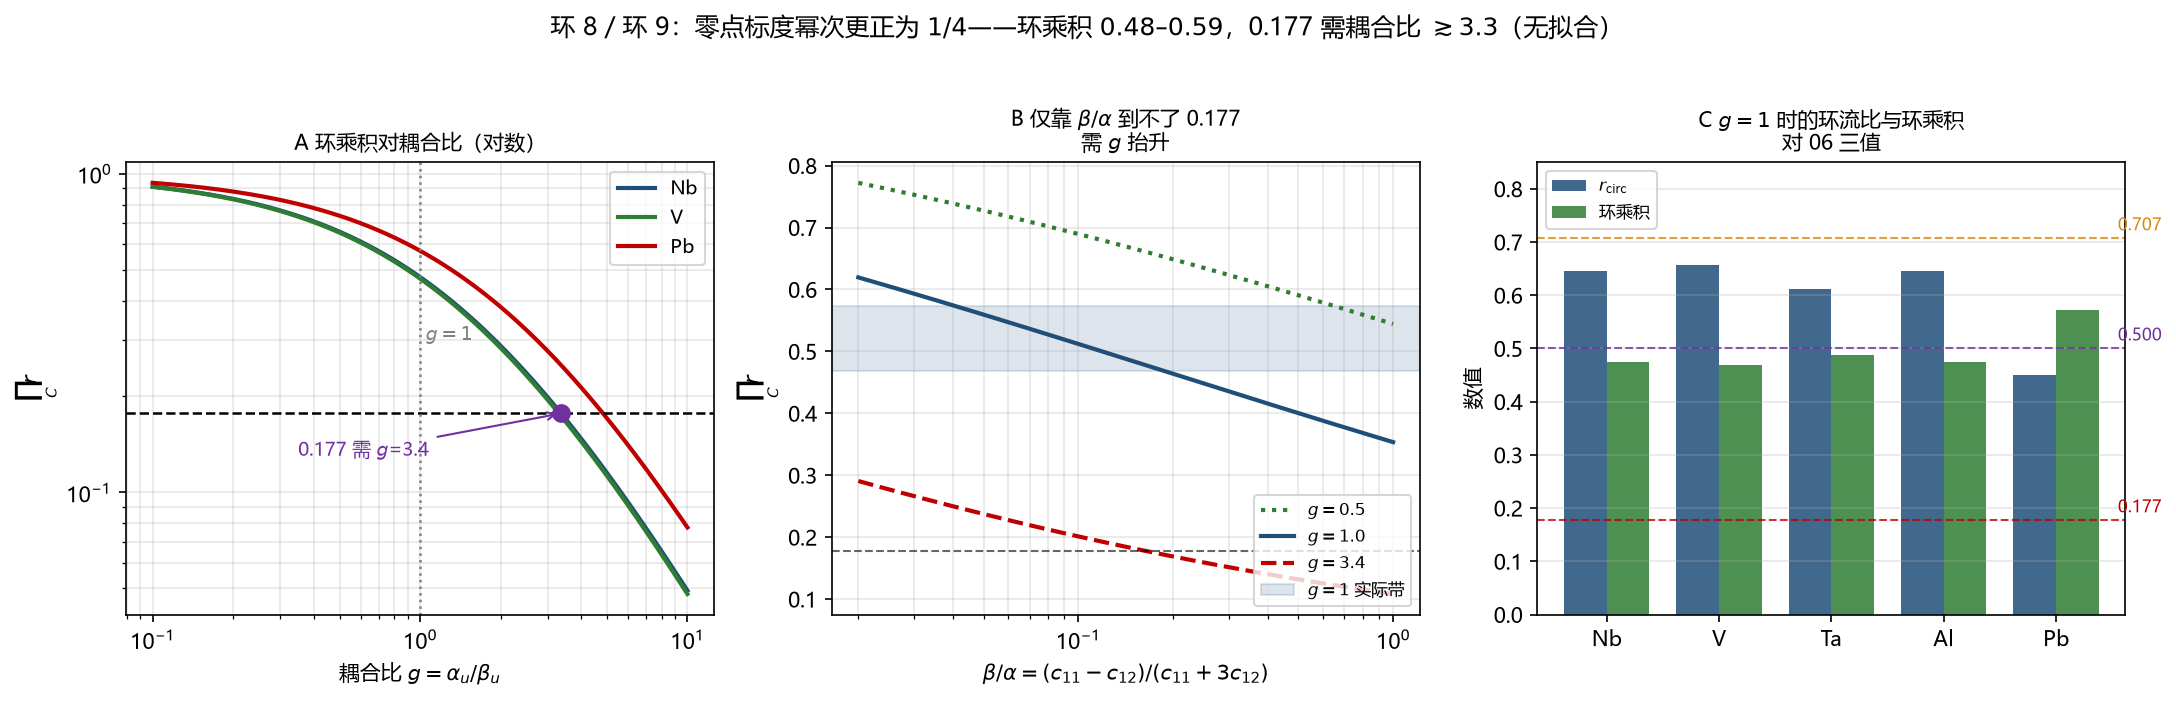 环 8 / 环 9：零点标度幂次更正为 1/4——环乘积 0.48–0.59，0.177 需耦合比 ≳ 3.3（无拟合）
A 环乘积对耦合比（对数）
∏r_C
10⁰
10⁻¹
Nb
V
Pb
g = 1
0.177 需 g=3.4
10⁻¹
10⁰
10¹
耦合比 g = α_u/β_u
B 仅靠 β/α 到不了 0.177
需 g 抬升
∏r_C
0.8
0.7
0.6
0.5
0.4
0.3
0.2
0.1
g = 0.5
g = 1.0
g = 3.4
g = 1 实际带
10⁻¹
10⁰
β/α = (c₁₁ − c₁₂)/(c₁₁ + 3c₁₂)
C g = 1 时的环流比与环乘积
对 06 三值
数值
0.8
0.7
0.6
0.5
0.4
0.3
0.2
0.1
0.0
r_circ
环乘积
0.707
0.500
0.177
Nb
V
Ta
Al
Pb